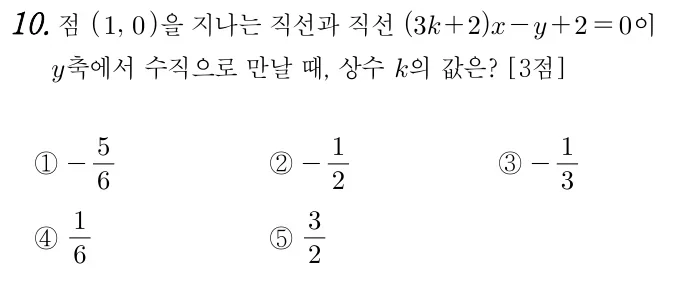 10. 점 (1, 0)을 지나는 직선과 직선 (3k+2)x-y+2=0이
y축에서 수직으로 만날 때, 상수 k의 값은? [3점]
① -5/6 ② -1/2 ③ -1/3
④ 1/6 ⑤ 3/2